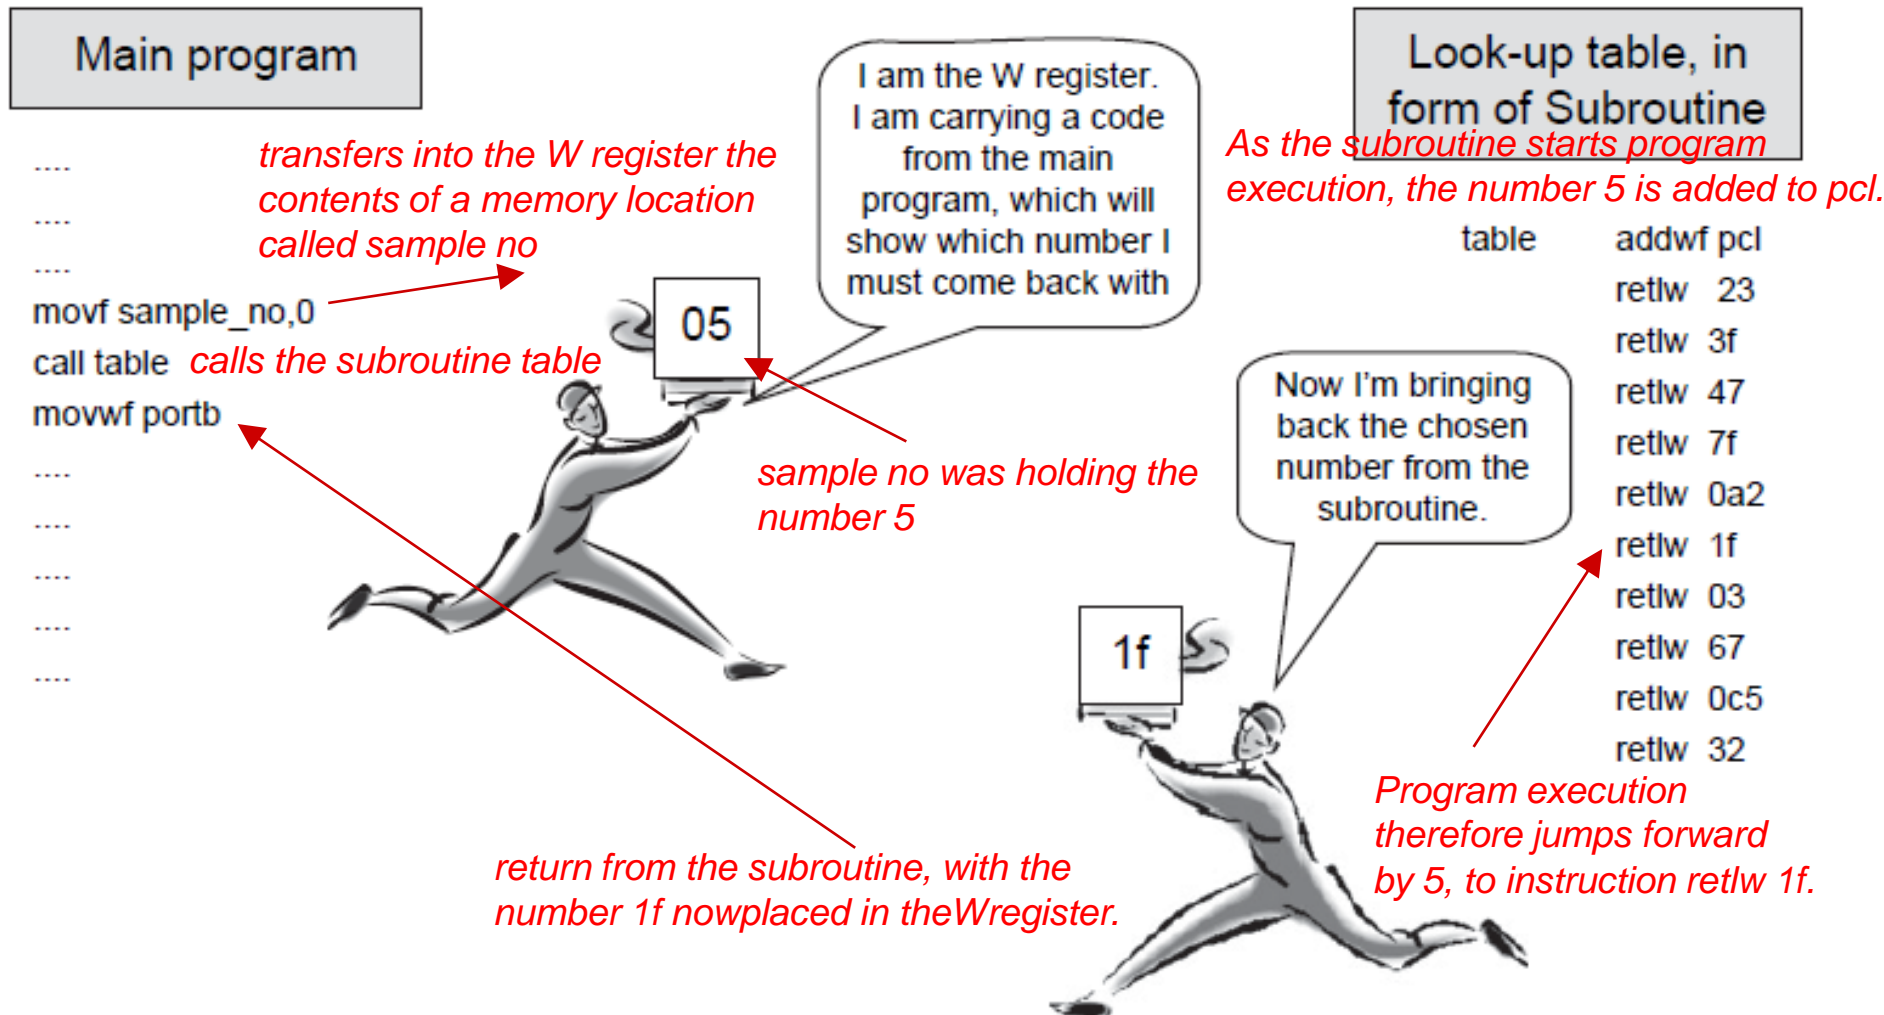 Main program
....
....
....
movf sample_no,0
call table
movwf portb
....
....
....
....
....
transfers into the W register the
contents of a memory location
called sample no
calls the subroutine table
05
I am the W register.
I am carrying a code
from the main
program, which will
show which number I
must come back with
sample no was holding the
number 5
return from the subroutine, with the
number 1f nowplaced in theWregister.
Now I'm bringing
back the chosen
number from the
subroutine.
1f
Look-up table, in
form of Subroutine
As the subroutine starts program
execution, the number 5 is added to pcl.
table addwf pcl
retlw 23
retlw 3f
retlw 47
retlw 7f
retlw 0a2
retlw 1f
retlw 03
retlw 67
retlw 0c5
retlw 32
Program execution
therefore jumps forward
by 5, to instruction retlw 1f.